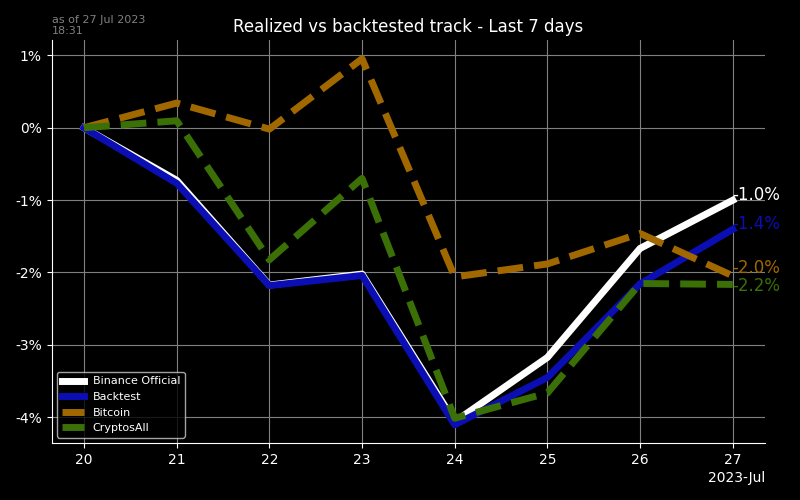 as of 27 Jul 2023
18:31
Realized vs backtested track - Last 7 days
1%
0%
-1%
-2%
-3%
-4%
-1.0%
-1.4%
-2.0%
-2.2%
Binance Official
Backtest
Bitcoin
CryptosAll
20 21 22 23 24 25 26 27
2023-Jul